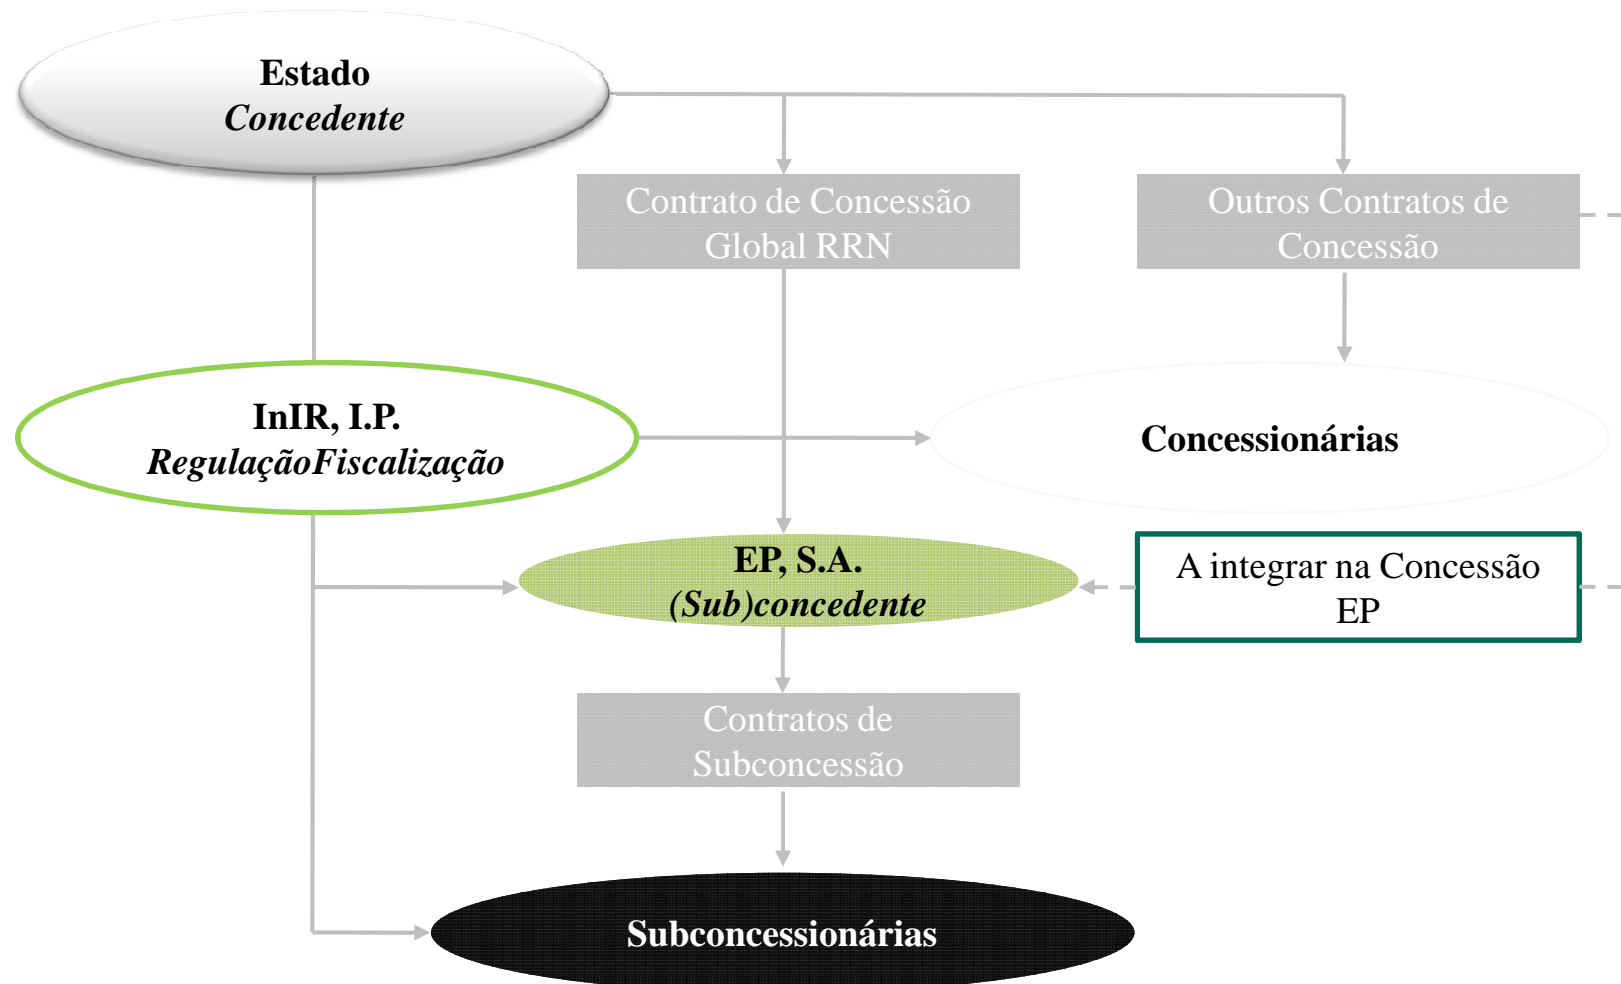 Estado
Concedente
Contrato de Concessão
Global RRN
Outros Contratos de
Concessão
InIR, I.P.
RegulaçãoFiscalização
Concessionárias
EP, S.A.
(Sub)concedente
A integrar na Concessão
EP
Contratos de
Subconcessão
Subconcessionárias